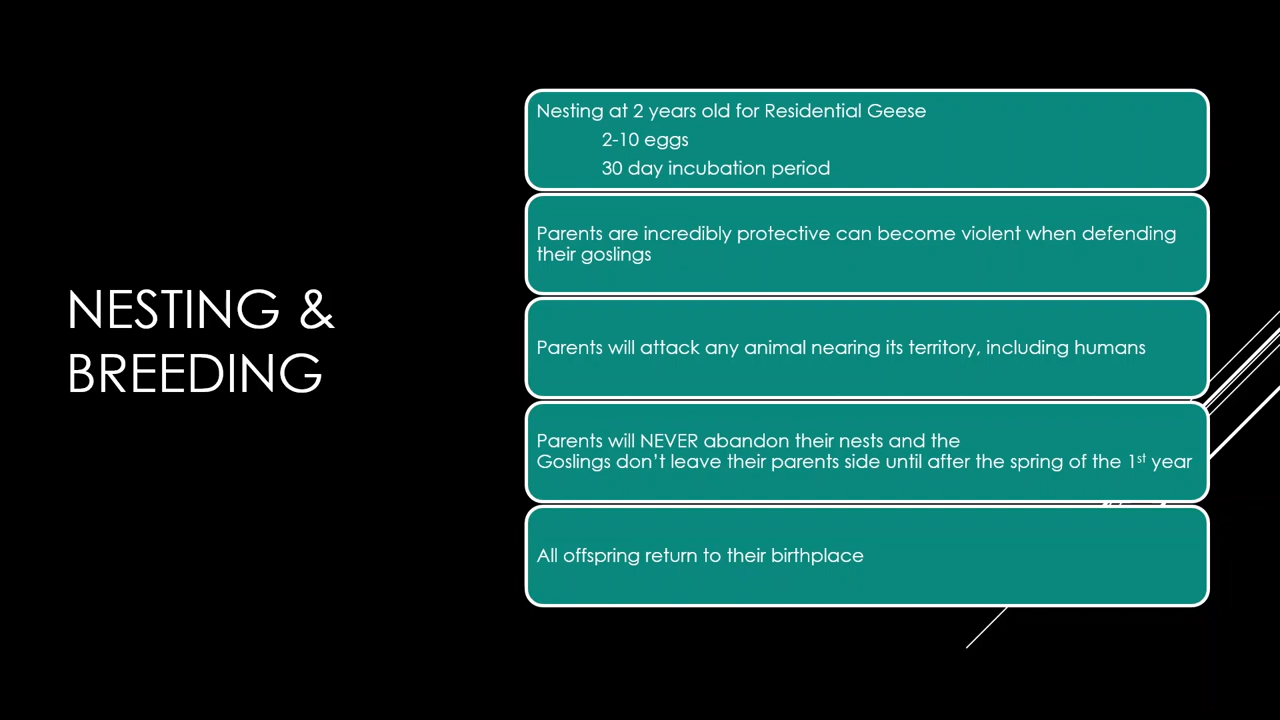 NESTING &
BREEDING
Nesting at 2 years old for Residential Geese
2-10 eggs
30 day incubation period
Parents are incredibly protective can become violent when defending
their goslings
Parents will attack any animal nearing its territory, including humans
Parents will NEVER abandon their nests and the
Goslings don't leave their parents side until after the spring of the 1st year
All offspring return to their birthplace